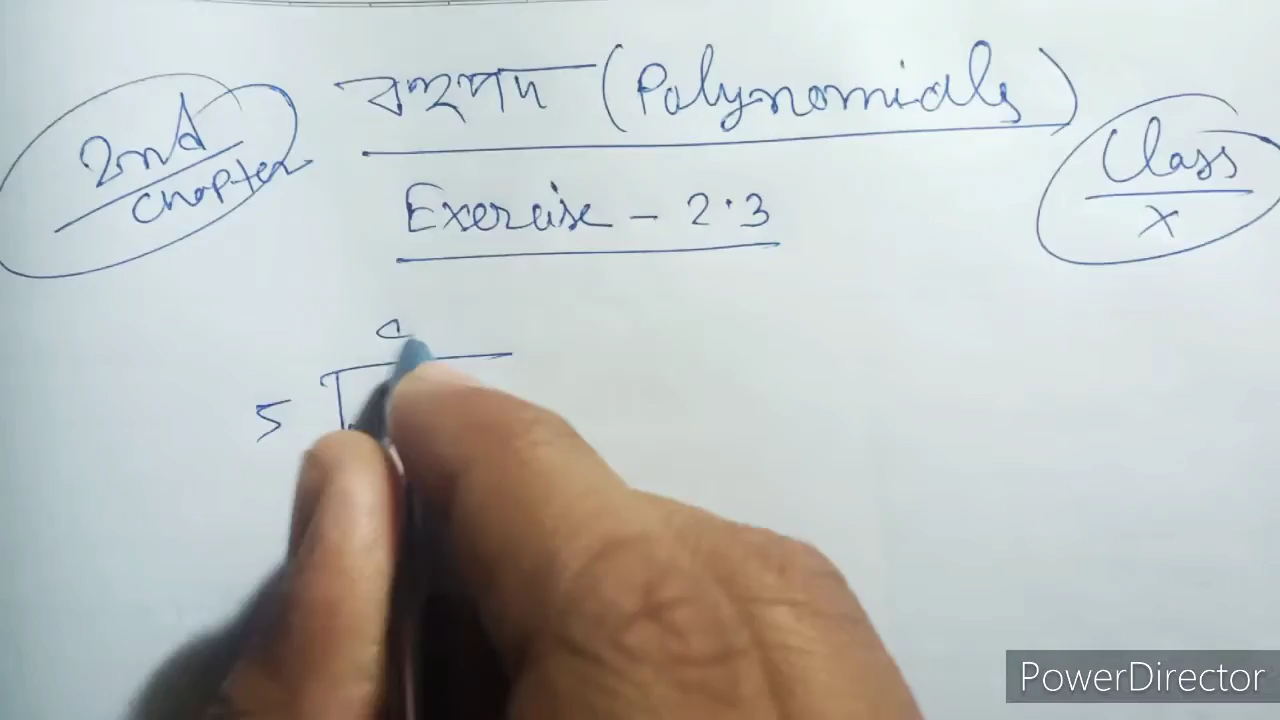 বহুপদ (Polynomials)
2nd
chapter
Class
X
Exercise - 2.3
5
PowerDirector